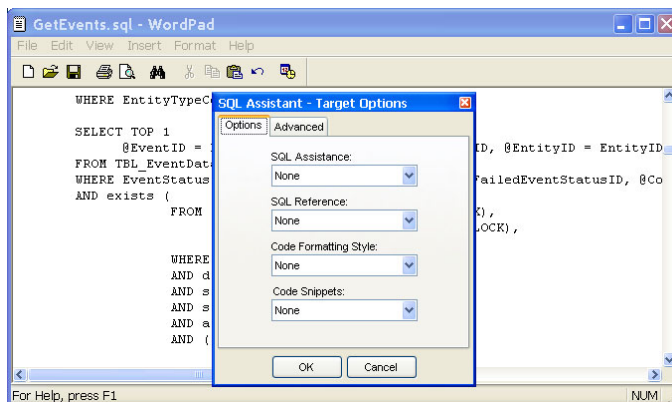 GetEvents.sql - WordPad
File Edit View Insert Format Help
WHERE EntityTypeC
SQL Assistant - Target Options
Options Advanced
SELECT TOP 1
@EventID = ID, @EntityID = EntityID
FROM TBL_EventData
WHERE EventStatus FailedEventStatusID, @Co
AND exists (
FROM K),
LOCK),
WHERE
AND d
AND s
AND s
AND a
AND (
SQL Assistance:
None
SQL Reference:
None
Code Formatting Style:
None
Code Snippets:
None
OK Cancel
For Help, press F1 NUM